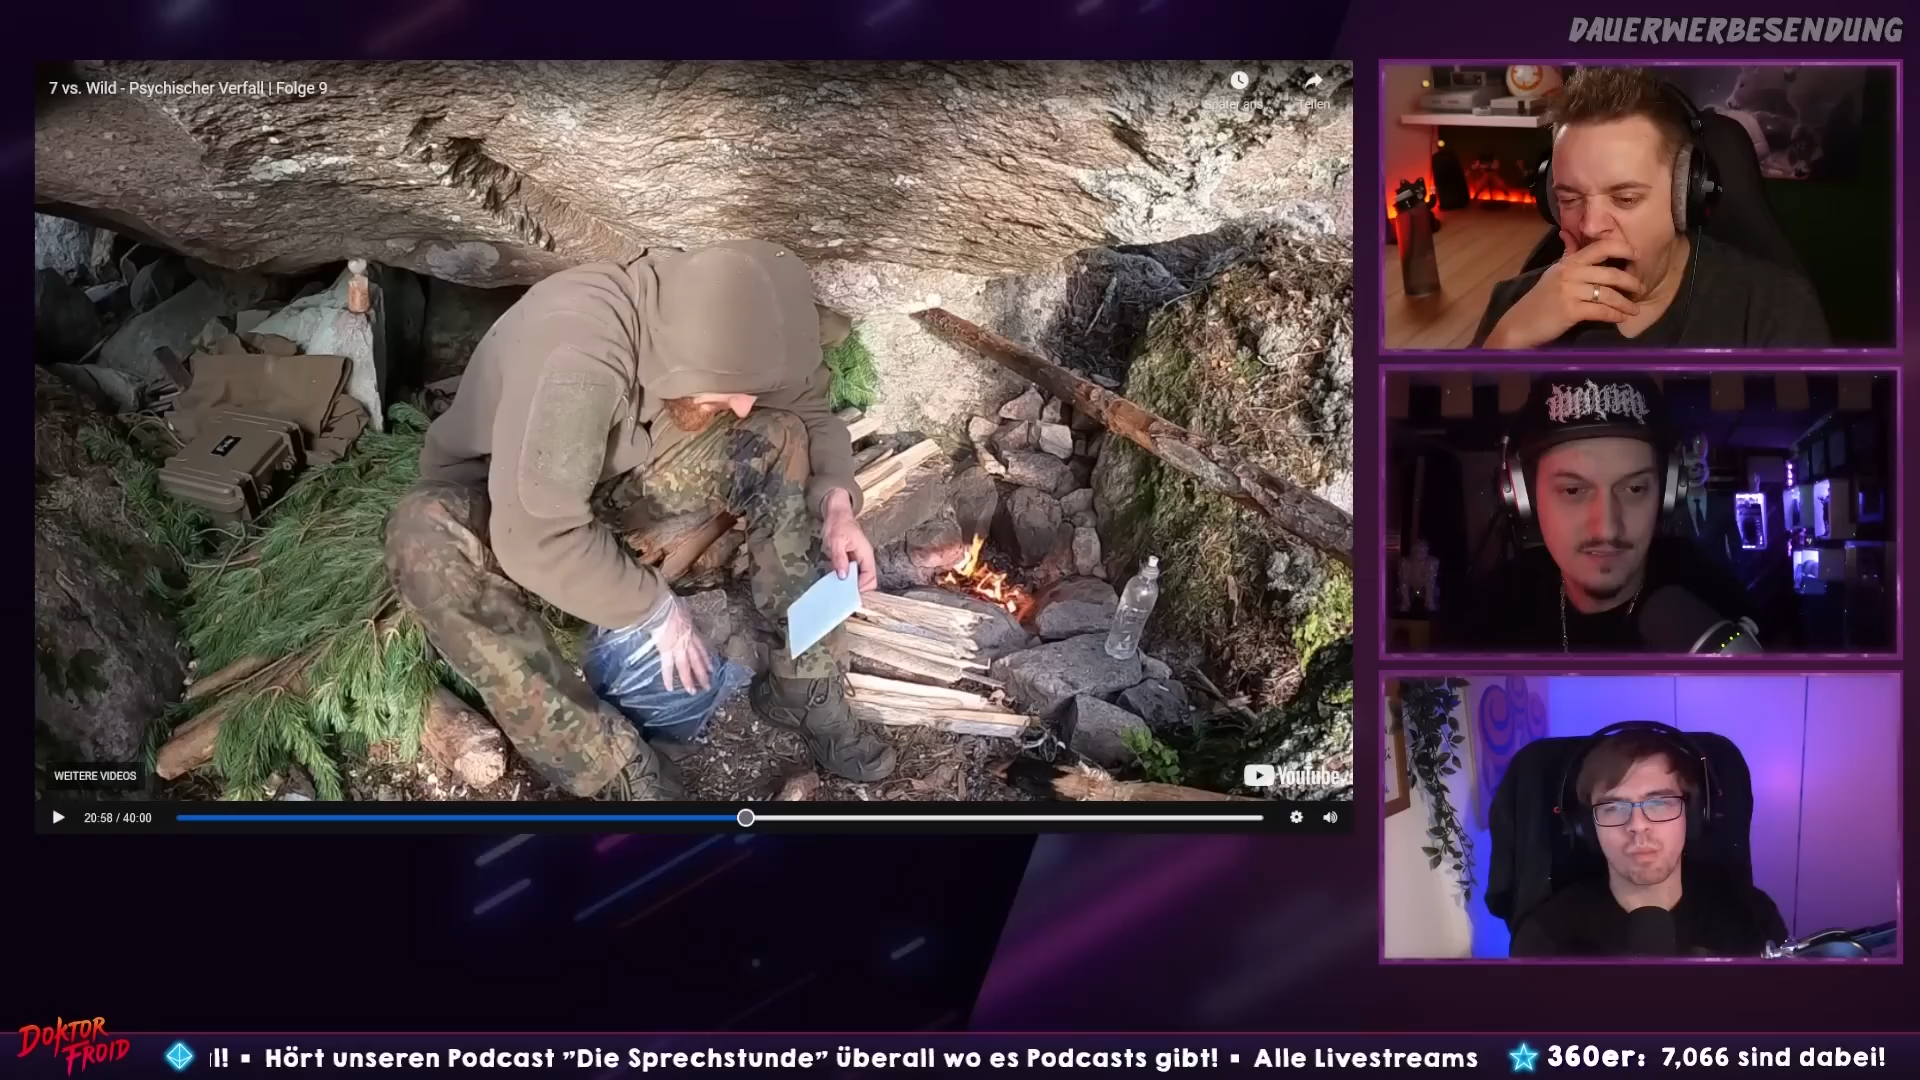 DAUERWERBESENDUNG
7 vs. Wild - Psychischer Verfall | Folge 9
Später ans...
Teilen
WEITERE VIDEOS
YouTube
20:58 / 40:00
DOKTOR
FROID
l! ▪ Hört unseren Podcast ”Die Sprechstunde” überall wo es Podcasts gibt! ▪ Alle Livestreams
360er: 7,066 sind dabei!